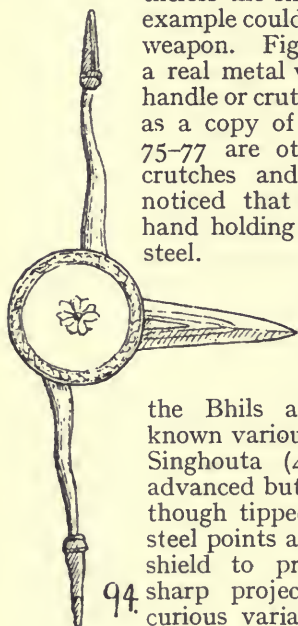 example could
weapon. Fig
a real metal
handle or crutc
as a copy of
75–77 are ot
crutches and
noticed that
hand holding
steel.
the Bhils a
known variou
Singhouta (
advanced but
though tipped
steel points a
shield to pr
94. sharp projec
curious varia